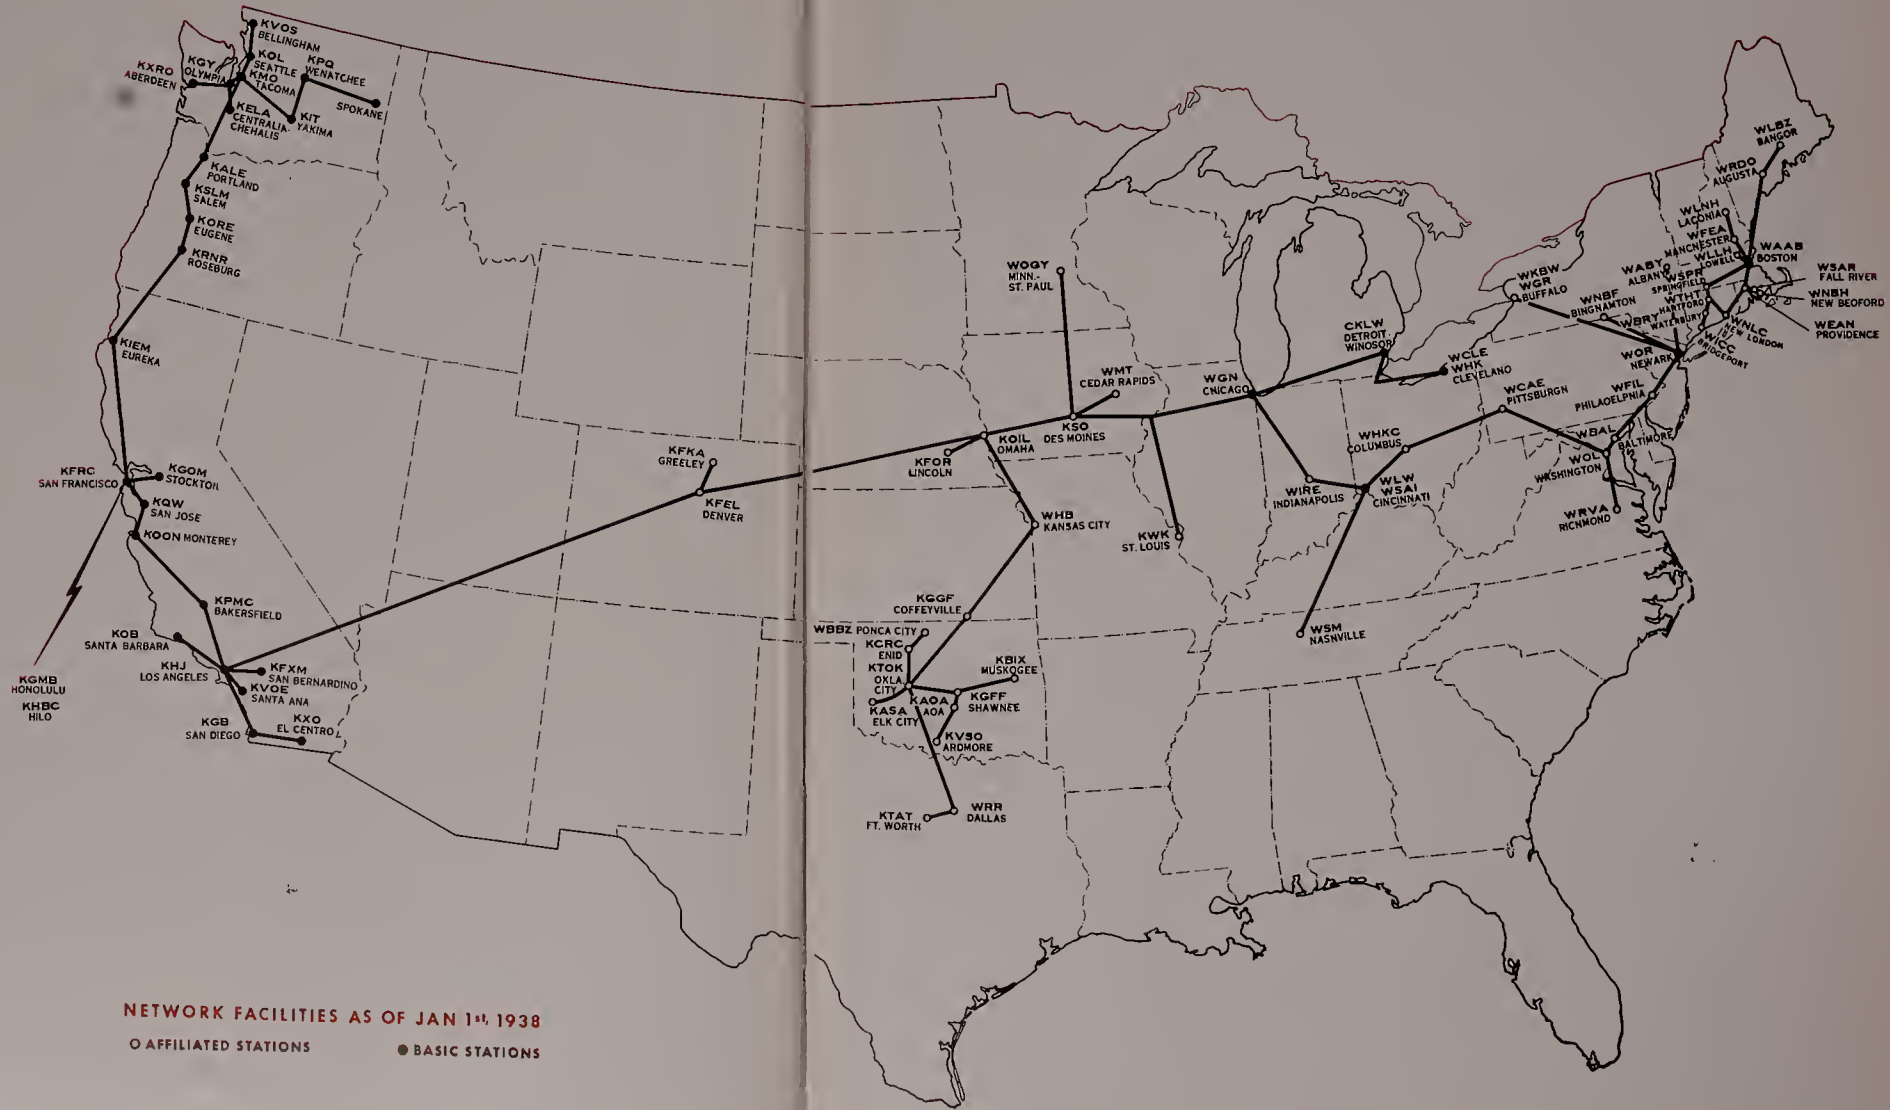 KVOS
BELLINGHAM
KOL
SEATTLE
KPQ
WENATCHEE
KGY
OLYMPIA
KXRO
ABERDEEN
KMO
TACOMA
SPOKANE
KELA
CENTRALIA-
CHEHALIS
KIT
YAKIMA
KALE
PORTLAND
KSLM
SALEM
KORE
EUGENE
KRNR
ROSEBURG
KIEM
EUREKA
KFRC
SAN FRANCISCO
KGOM
STOCKTON
KQW
SAN JOSE
KOON MONTEREY
KPMC
BAKERSFIELD
KOB
SANTA BARBARA
KHJ
LOS ANGELES
KFXM
SAN BERNARDINO
KVOE
SANTA ANA
KGB
SAN DIEGO
KXO
EL CENTRO
KGMB
HONOLULU
KHBC
HILO
KFKA
GREELEY
KFEL
DENVER
WOGY
MINN.-
ST. PAUL
WMT
CEDAR RAPIDS
KSO
DES MOINES
KOIL
OMAHA
KFOR
LINCOLN
WHB
KANSAS CITY
KWK
ST. LOUIS
KGGF
COFFEYVILLE
WBBZ PONCA CITY
KCRC
ENID
KTOK
OKLA.
CITY
KBIX
MUSKOGEE
KASA
ELK CITY
KAOA
AOA
KGFF
SHAWNEE
KVSO
ARDMORE
KTAT
FT. WORTH
WRR
DALLAS
WGN
CHICAGO
CKLW
DETROIT
WINOSOR
WCLE
WHK
CLEVELANO
WCAE
PITTSBURGH
WHKC
COLUMBUS
WIRE
INDIANAPOLIS
WLW
WSAI
CINCINNATI
WSM
NASHVILLE
WLBZ
BANGOR
WRDO
AUGUSTA
WLNH
LACONIA
WFEA
MANCHESTER
WLLH
LOWELL
WAAB
BOSTON
WSAR
FALL RIVER
WNBH
NEW BEOFORD
WEAN
PROVIDENCE
WABY
ALBANY
WSPR
SPRINGFIELD
WTHT
HARTFORD
WBRY
WATERBURY
WNLC
NEW LONDON
WICC
BRIDGEPORT
WKBW
WGR
BUFFALO
WNBF
BINGHAMTON
WOR
NEWARK
WFIL
PHILADELPHIA
WBAL
BALTIMORE
WOL
WASHINGTON
WRVA
RICHMOND
NETWORK FACILITIES AS OF JAN 1st, 1938
O AFFILIATED STATIONS ● BASIC STATIONS